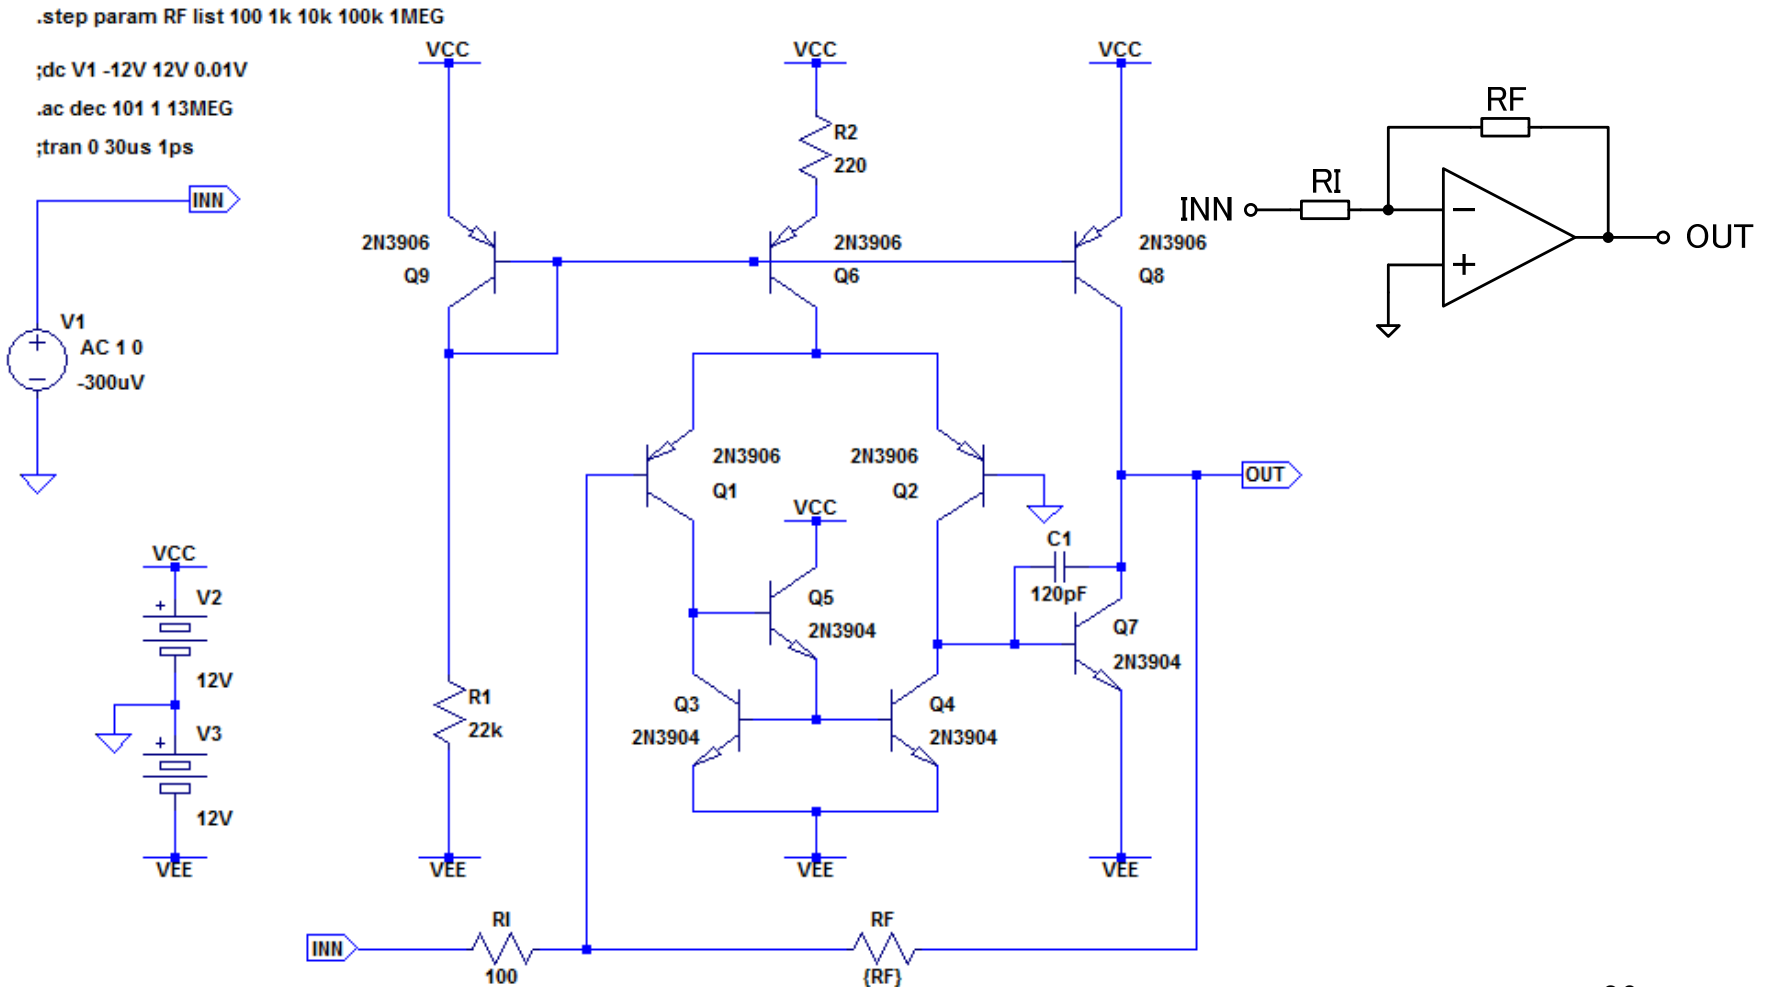 .step param RF list 100 1k 10k 100k 1MEG
;dc V1 -12V 12V 0.01V
.ac dec 101 1 13MEG
;tran 0 30us 1ps
INN
V1
AC 1 0
-300uV
VCC
V2
12V
V3
12V
VEE
VCC
2N3906
Q9
R1
22k
VEE
VCC
R2
220
2N3906
Q6
VCC
2N3906
Q8
2N3906
Q1
2N3906
Q2
VCC
Q5
2N3904
Q3
2N3904
Q4
2N3904
VEE
C1
120pF
Q7
2N3904
VEE
OUT
INN
RI
100
RF
{RF}
RF
RI
INN
OUT